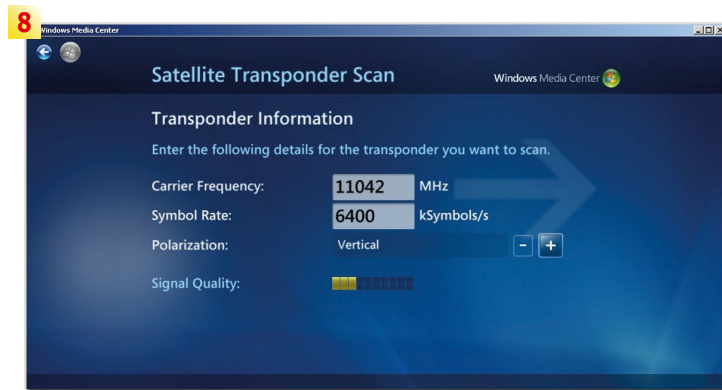 8
Windows Media Center
Satellite Transponder Scan
Windows Media Center
Transponder Information
Enter the following details for the transponder you want to scan.
Carrier Frequency: 11042 MHz
Symbol Rate: 6400 kSymbols/s
Polarization: Vertical - +
Signal Quality: